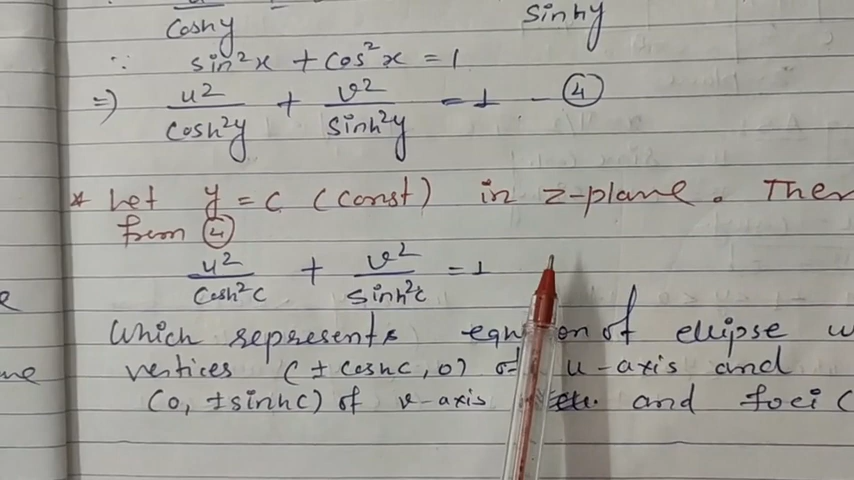 coshy sinhy
∵ sin²x + cos²x = 1
⇒ u²/cosh²y + v²/sinh²y = 1 - ④
* Let y = c (const) in z-plane. Then
from ④
u²/cosh²c + v²/sinh²c = 1
Which represents eqn of ellipse w
vertices (±coshc, 0) of u-axis and
(0, ±sinhc) of v-axis and foci (